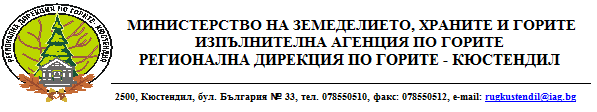 РЕГИОНАЛНА ДИРЕКЦИЯ ПО ГОРИТЕ - КЮСТЕНДИЛ
МИНИСТЕРСТВО НА ЗЕМЕДЕЛИЕТО, ХРАНИТЕ И ГОРИТЕ
ИЗПЪЛНИТЕЛНА АГЕНЦИЯ ПО ГОРИТЕ
РЕГИОНАЛНА ДИРЕКЦИЯ ПО ГОРИТЕ - КЮСТЕНДИЛ
2500, Кюстендил, бул. България № 33, тел. 078550510, факс: 078550512, e-mail: rugkustendil@iag.bg